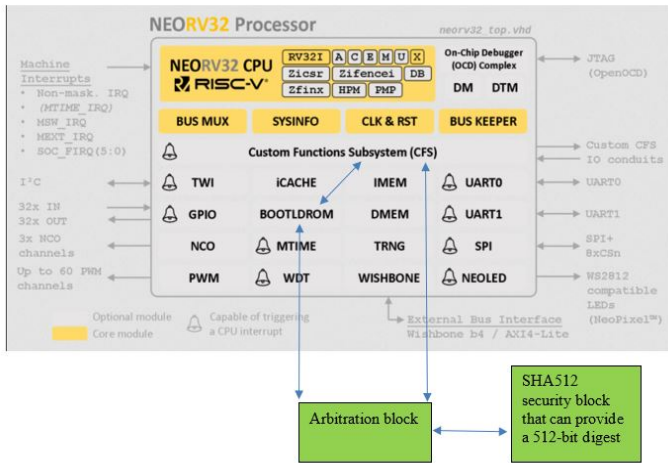 NEORV32 Processor
neorv32_top.vhd
Machine
Interrupts
• Non-mask. IRQ
• (MTIME_IRQ)
• MSW_IRQ
• MEXT_IRQ
• SOC_FIRQ(5:0)
NEORV32 CPU
RISC-V®
RV32I A C E M U X
Zicsr Zifencei DB
Zfinx HPM PMP
On-Chip Debugger
(OCD) Complex
DM DTM
JTAG
(OpenOCD)
BUS MUX SYSINFO CLK & RST BUS KEEPER
Custom Functions Subsystem (CFS)
Custom CFS
IO conduits
I²C
TWI iCACHE IMEM UART0
UART0
32x IN
32x OUT
GPIO BOOTLDROM DMEM UART1
UART1
3x NCO
channels
NCO MTIME TRNG SPI
SPI+
8xCSn
Up to 60 PWM
channels
PWM WDT WISHBONE NEOLED
WS2812
compatible
LEDs
(NeoPixel™)
Optional module
Core module
Capable of triggering
a CPU interrupt
External Bus Interface
Wishbone b4 / AXI4-Lite
Arbitration block
SHA512
security block
that can provide
a 512-bit digest